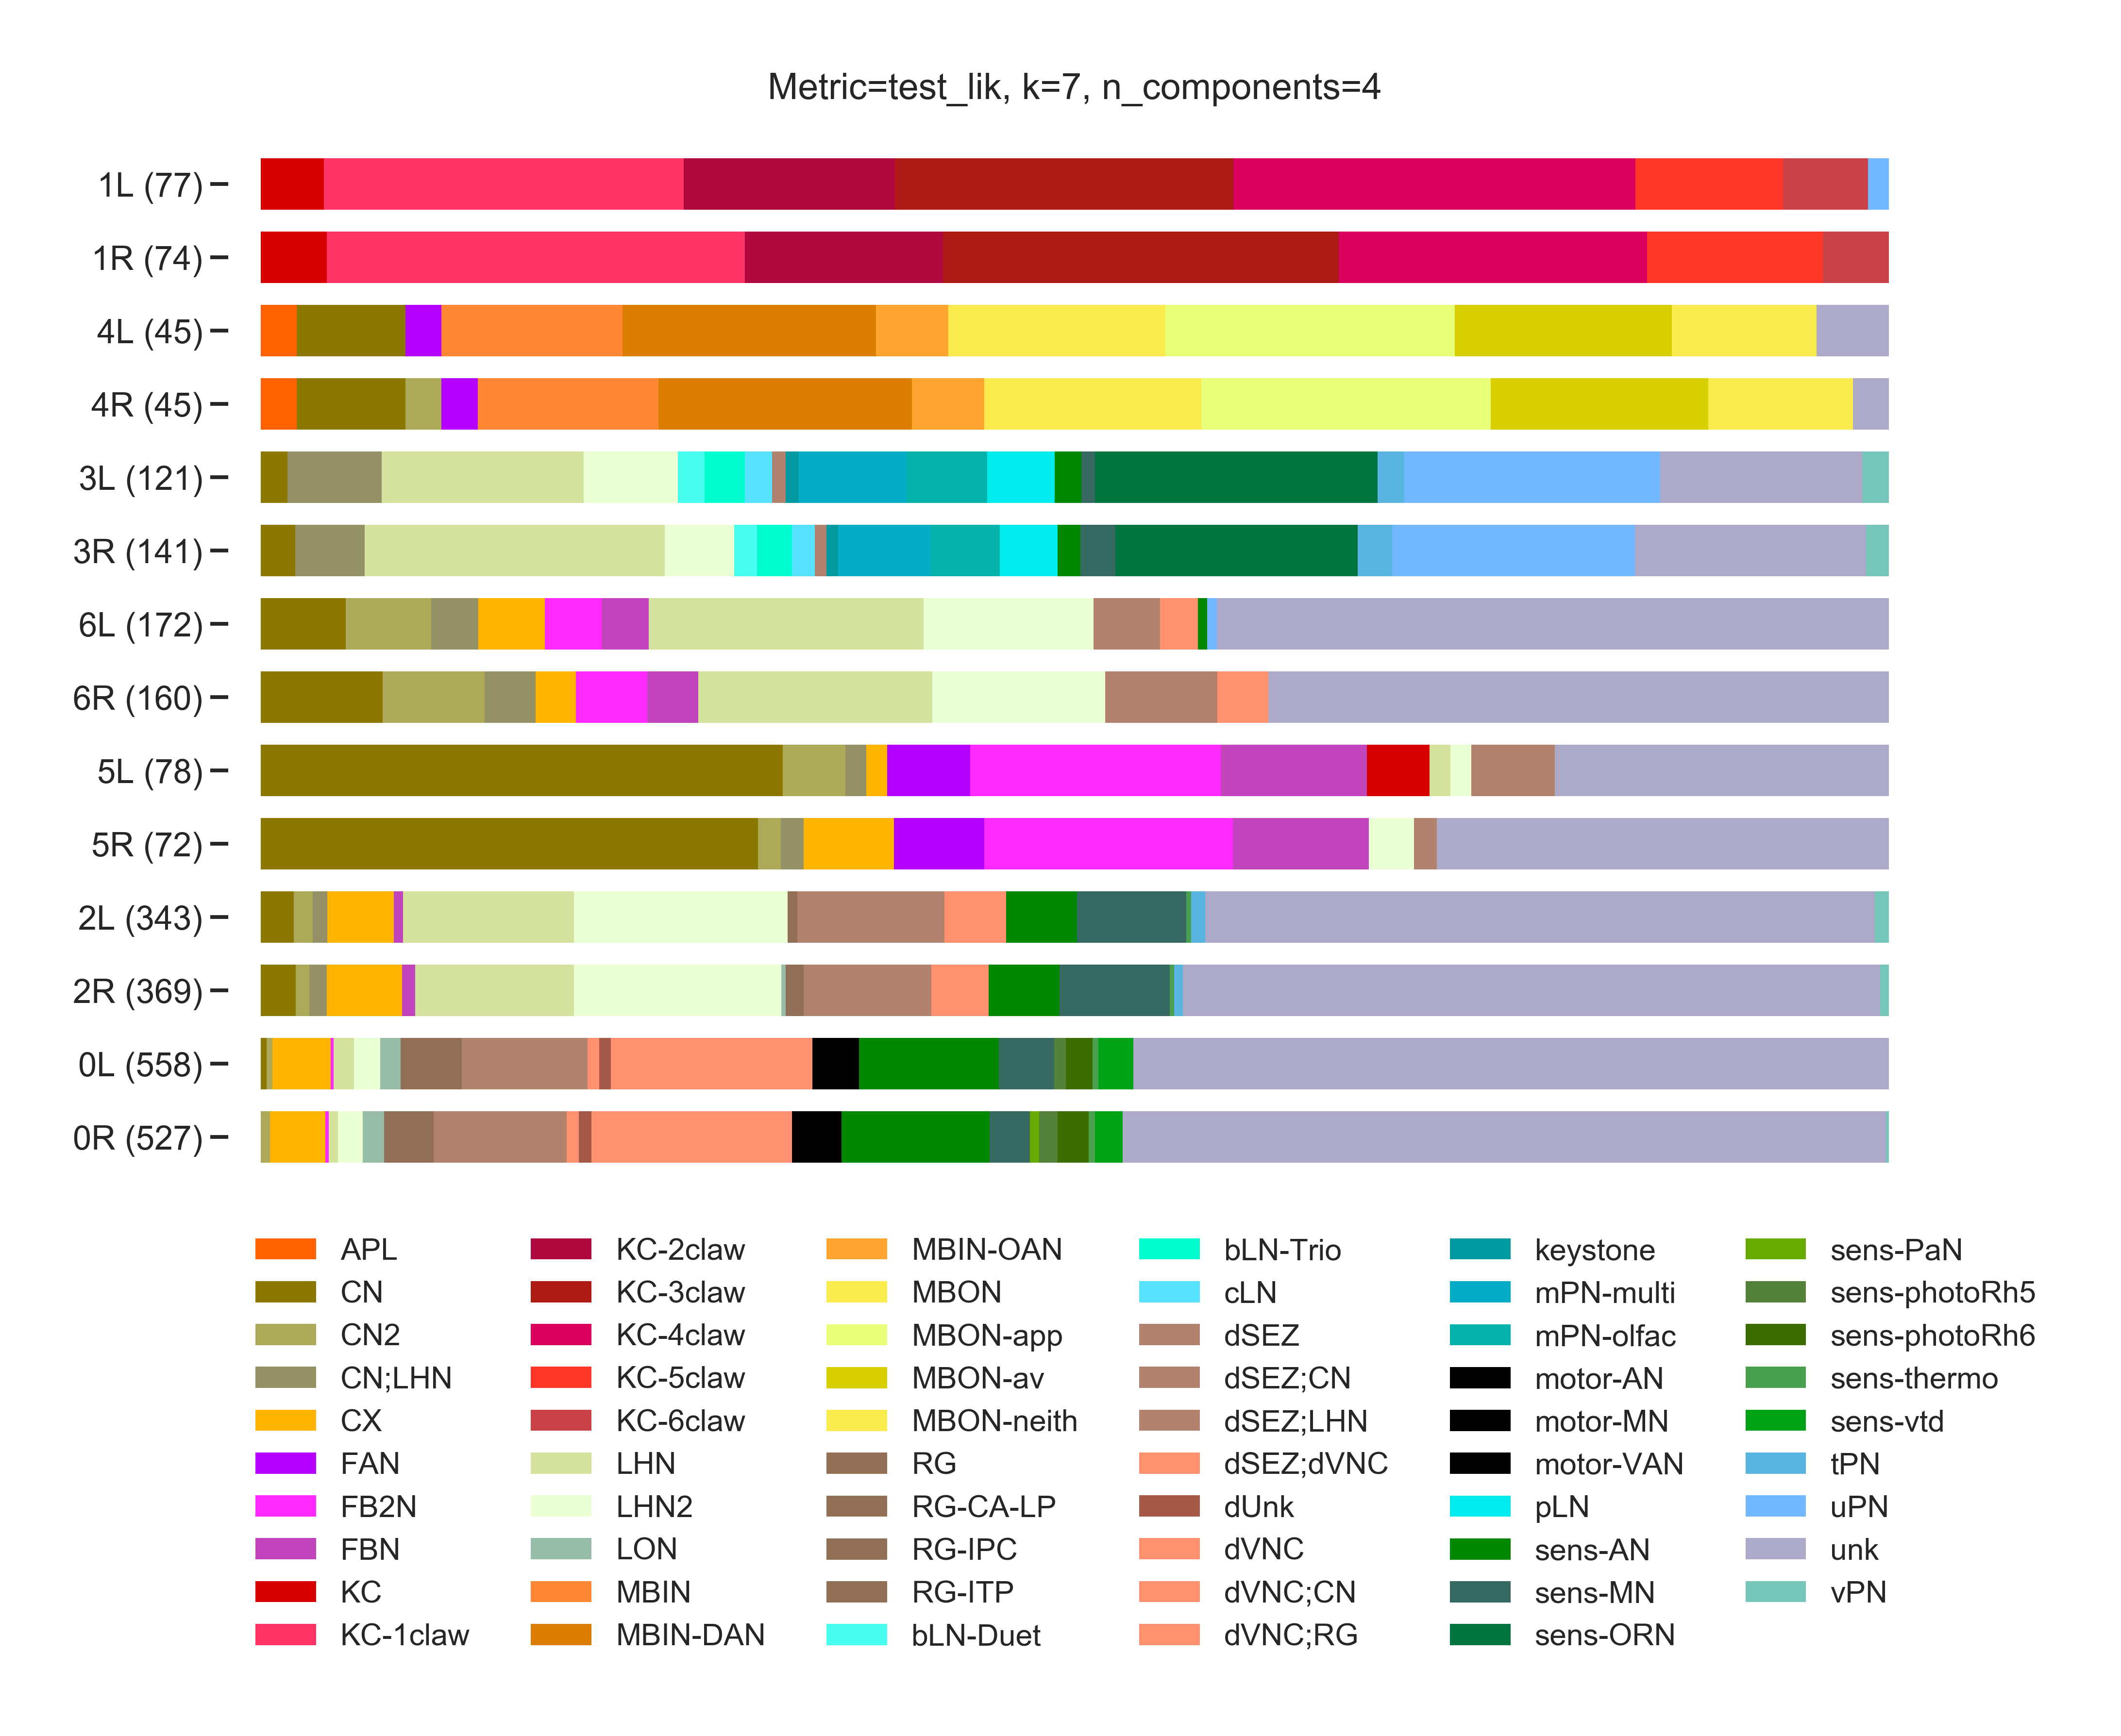 Metric=test_lik, k=7, n_components=4
1L (77)
1R (74)
4L (45)
4R (45)
3L (121)
3R (141)
6L (172)
6R (160)
5L (78)
5R (72)
2L (343)
2R (369)
0L (558)
0R (527)
APL
CN
CN2
CN;LHN
CX
FAN
FB2N
FBN
KC
KC-1claw
KC-2claw
KC-3claw
KC-4claw
KC-5claw
KC-6claw
LHN
LHN2
LON
MBIN
MBIN-DAN
MBIN-OAN
MBON
MBON-app
MBON-av
MBON-neith
RG
RG-CA-LP
RG-IPC
RG-ITP
bLN-Duet
bLN-Trio
cLN
dSEZ
dSEZ;CN
dSEZ;LHN
dSEZ;dVNC
dUnk
dVNC
dVNC;CN
dVNC;RG
keystone
mPN-multi
mPN-olfac
motor-AN
motor-MN
motor-VAN
pLN
sens-AN
sens-MN
sens-ORN
sens-PaN
sens-photoRh5
sens-photoRh6
sens-thermo
sens-vtd
tPN
uPN
unk
vPN